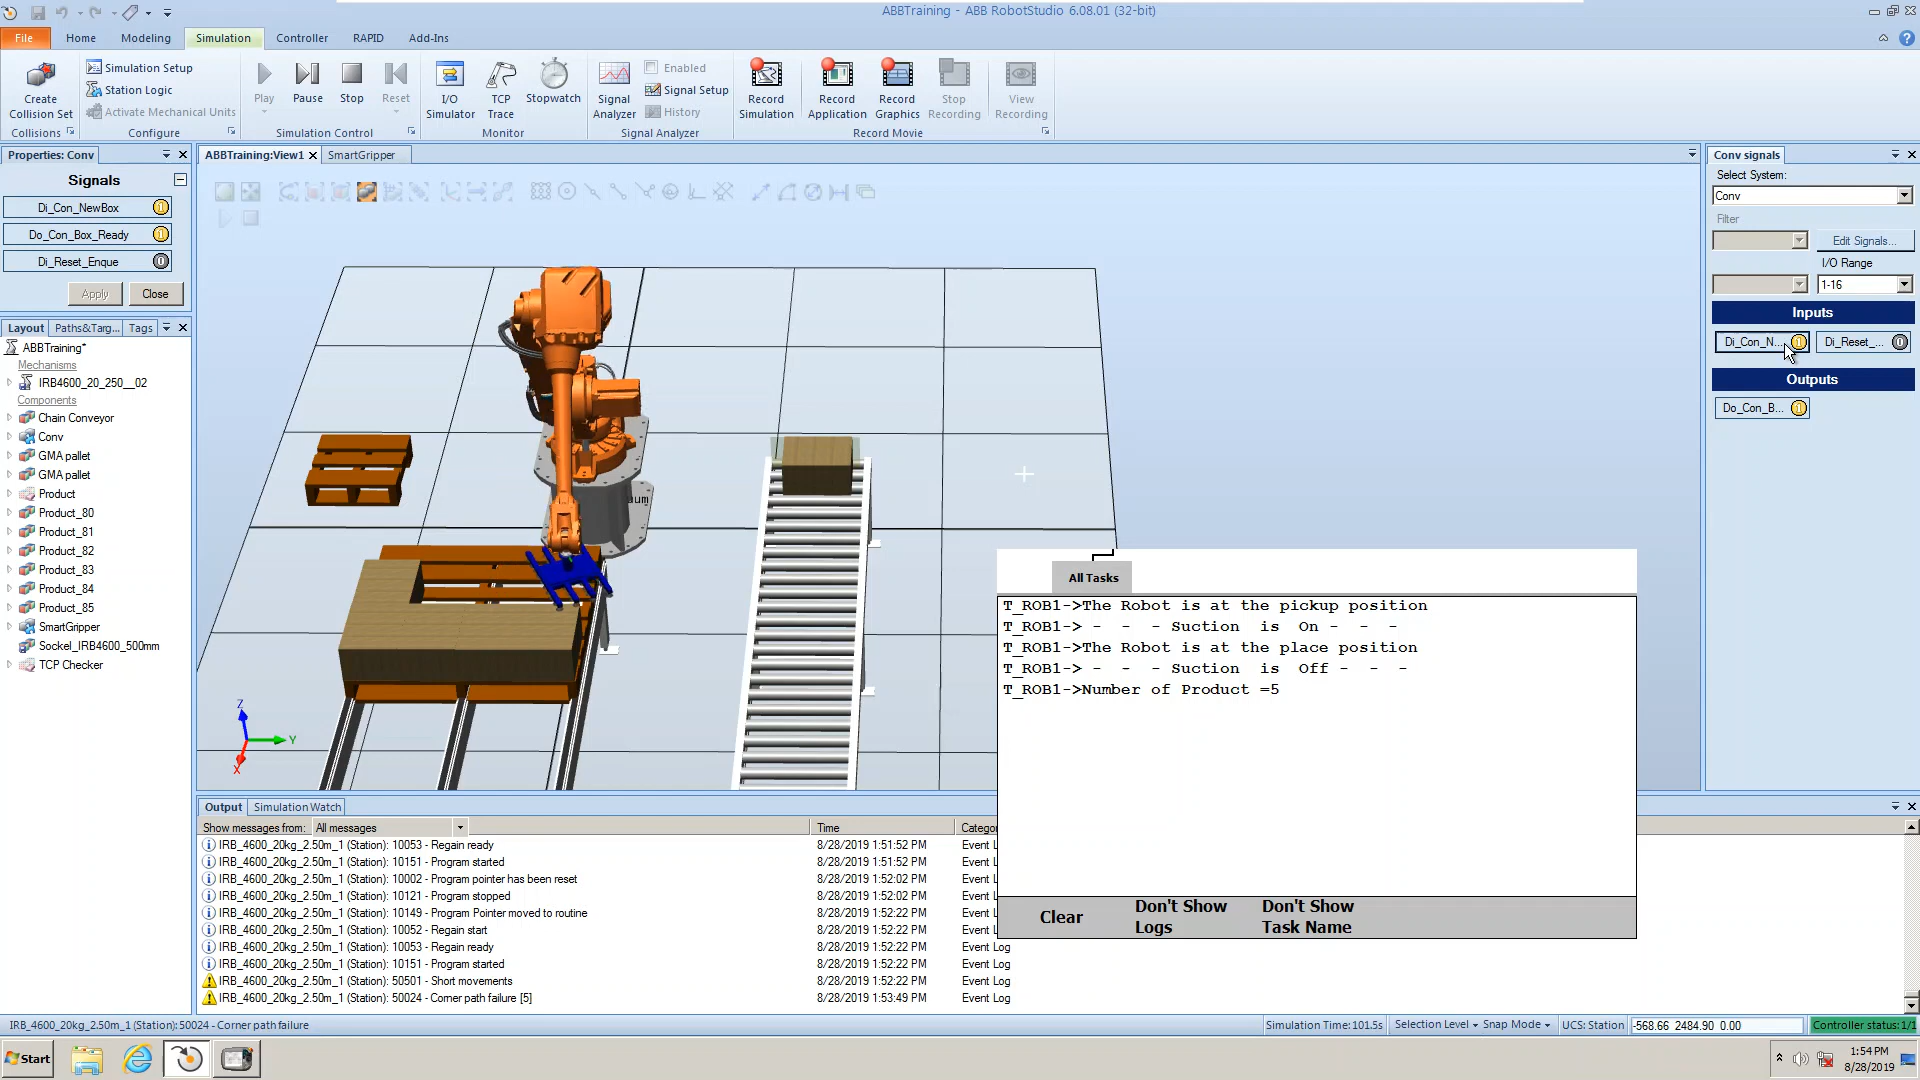 ABBTraining - ABB RobotStudio 6.08.01 (32-bit)
File Home Modeling Simulation Controller RAPID Add-Ins
Create Collision Set
Simulation Setup
Station Logic
Activate Mechanical Units
Play Pause Stop Reset
I/O Simulator
TCP Trace
Stopwatch
Signal Analyzer
Enabled
Signal Setup
History
Record Simulation
Record Application
Record Graphics
Stop Recording
View Recording
Collisions Configure Simulation Control Monitor Signal Analyzer Record Movie
Properties: Conv
Signals
Di_Con_NewBox 1
Do_Con_Box_Ready 1
Di_Reset_Enque 0
Apply Close
Layout Paths&Targ... Tags
ABBTraining*
Mechanisms
IRB4600_20_250__02
Components
Chain Conveyor
Conv
GMA pallet
GMA pallet
Product
Product_80
Product_81
Product_82
Product_83
Product_84
Product_85
SmartGripper
Sockel_IRB4600_500mm
TCP Checker
ABBTraining:View1 SmartGripper
Z
Y
X
All Tasks
T_ROB1->The Robot is at the pickup position
T_ROB1-> - - - Suction is On - - -
T_ROB1->The Robot is at the place position
T_ROB1-> - - - Suction is Off - - -
T_ROB1->Number of Product =5
Clear
Don't Show Logs
Don't Show Task Name
Conv signals
Select System:
Conv
Filter
Edit Signals...
I/O Range
1-16
Inputs
Di_Con_N... 1 Di_Reset_... 0
Outputs
Do_Con_B... 1
Output Simulation Watch
Show messages from: All messages Time Catego
IRB_4600_20kg_2.50m_1 (Station): 10053 - Regain ready 8/28/2019 1:51:52 PM Event L
IRB_4600_20kg_2.50m_1 (Station): 10151 - Program started 8/28/2019 1:51:52 PM Event L
IRB_4600_20kg_2.50m_1 (Station): 10002 - Program pointer has been reset 8/28/2019 1:52:02 PM Event L
IRB_4600_20kg_2.50m_1 (Station): 10121 - Program stopped 8/28/2019 1:52:02 PM Event L
IRB_4600_20kg_2.50m_1 (Station): 10149 - Program Pointer moved to routine 8/28/2019 1:52:22 PM Event L
IRB_4600_20kg_2.50m_1 (Station): 10052 - Regain start 8/28/2019 1:52:22 PM Event L
IRB_4600_20kg_2.50m_1 (Station): 10053 - Regain ready 8/28/2019 1:52:22 PM Event Log
IRB_4600_20kg_2.50m_1 (Station): 10151 - Program started 8/28/2019 1:52:22 PM Event Log
IRB_4600_20kg_2.50m_1 (Station): 50501 - Short movements 8/28/2019 1:52:22 PM Event Log
IRB_4600_20kg_2.50m_1 (Station): 50024 - Corner path failure [5] 8/28/2019 1:53:49 PM Event Log
IRB_4600_20kg_2.50m_1 (Station): 50024 - Corner path failure Simulation Time: 101.5s Selection Level Snap Mode UCS: Station -568.66 2484.90 0.00 Controller status: 1/1
Start
1:54 PM
8/28/2019